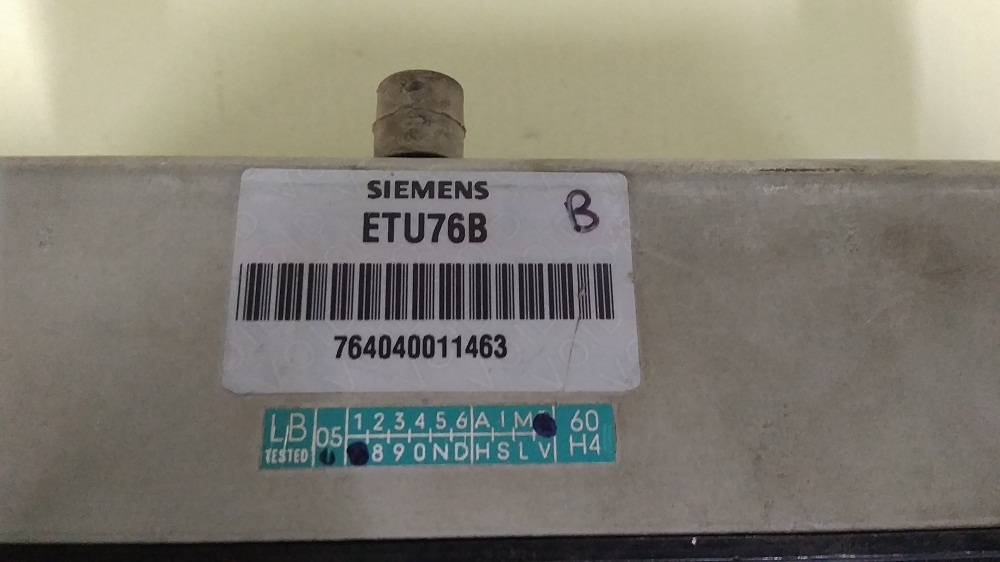 SIEMENS
ETU76B
B
764040011463
LB TESTED
05
1 2 3 4 5 6 A I M
8 9 0 N D H S L V
60
H4